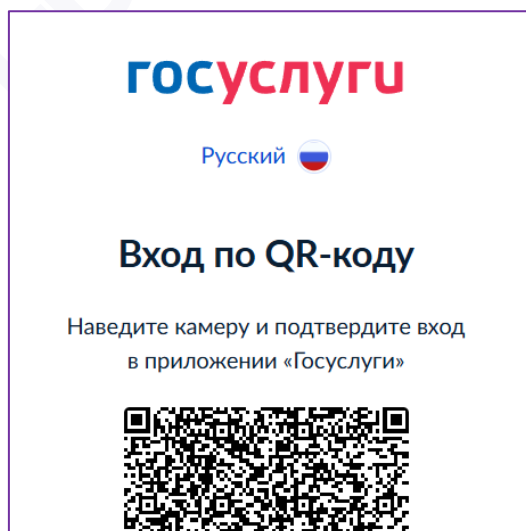 госуслуги
Русский
Вход по QR-коду
Наведите камеру и подтвердите вход
в приложении «Госуслуги»